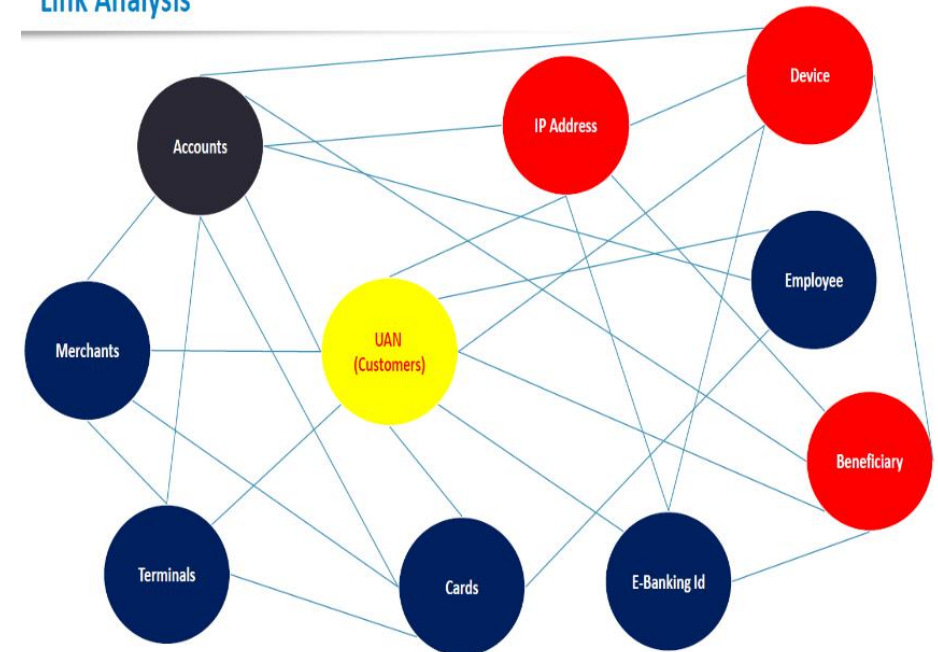 Link Analysis
Device
IP Address
Accounts
Employee
UAN
(Customers)
Merchants
Beneficiary
Terminals
Cards
E-Banking Id